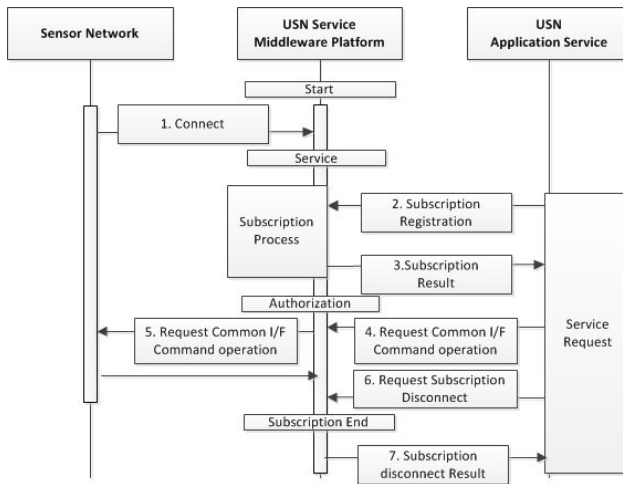 Sensor Network
USN Service
Middleware Platform
USN
Application Service
Start
1. Connect
Service
Subscription
Process
2. Subscription
Registration
3.Subscription
Result
Authorization
5. Request Common I/F
Command operation
4. Request Common I/F
Command operation
Service
Request
6. Request Subscription
Disconnect
Subscription End
7. Subscription
disconnect Result